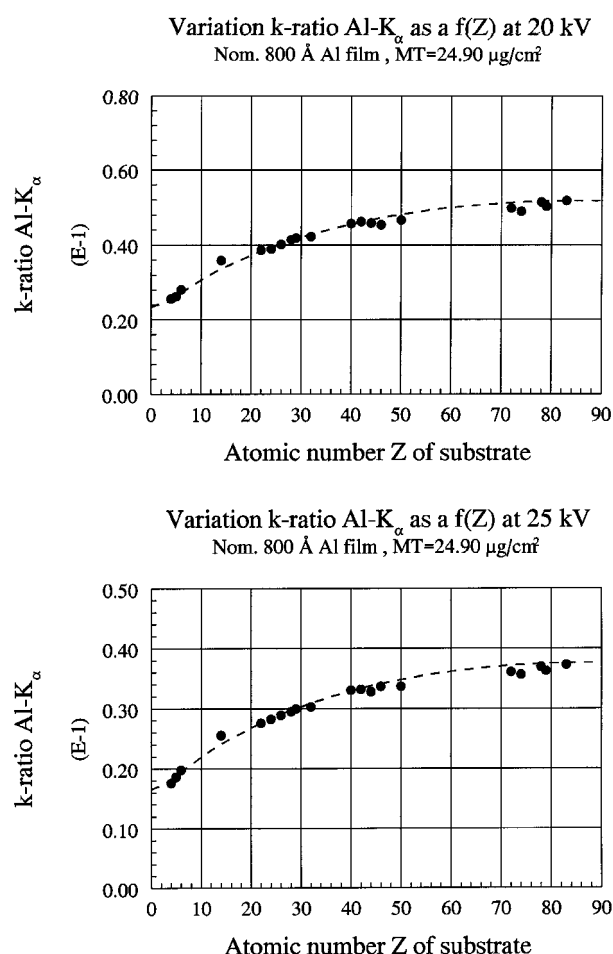 Variation k-ratio Al-Kα as a f(Z) at 20 kV
Nom. 800 Å Al film , MT=24.90 μg/cm²
k-ratio Al-Kα
(E-1)
0.80
0.60
0.40
0.20
0.00
0 10 20 30 40 50 60 70 80 90
Atomic number Z of substrate
Variation k-ratio Al-Kα as a f(Z) at 25 kV
Nom. 800 Å Al film , MT=24.90 μg/cm²
k-ratio Al-Kα
(E-1)
0.50
0.40
0.30
0.20
0.10
0.00
0 10 20 30 40 50 60 70 80 90
Atomic number Z of substrate